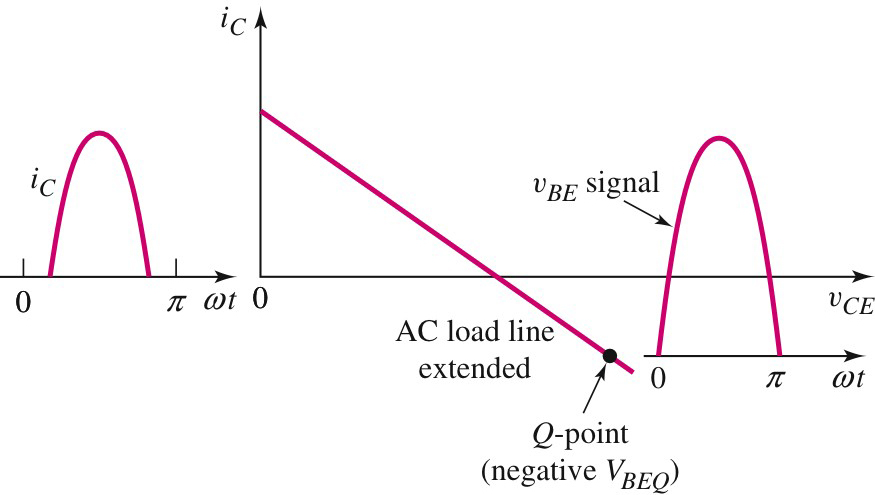 i_C
i_C
0
π ωt
0
v_BE signal
v_CE
AC load line
extended
0
π
ωt
Q-point
(negative V_BEQ)